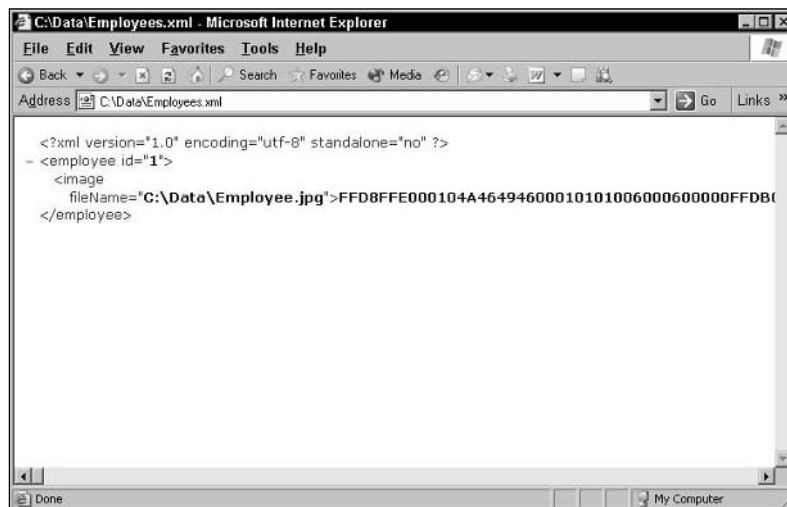 C:\Data\Employees.xml - Microsoft Internet Explorer
File Edit View Favorites Tools Help
Back Search Favorites Media
Address C:\Data\Employees.xml Go Links »
<?xml version="1.0" encoding="utf-8" standalone="no" ?>
- <employee id="1">
<image
fileName="C:\Data\Employee.jpg">FFD8FFE000104A46494600010101006000600000FFDB
</employee>
Done My Computer